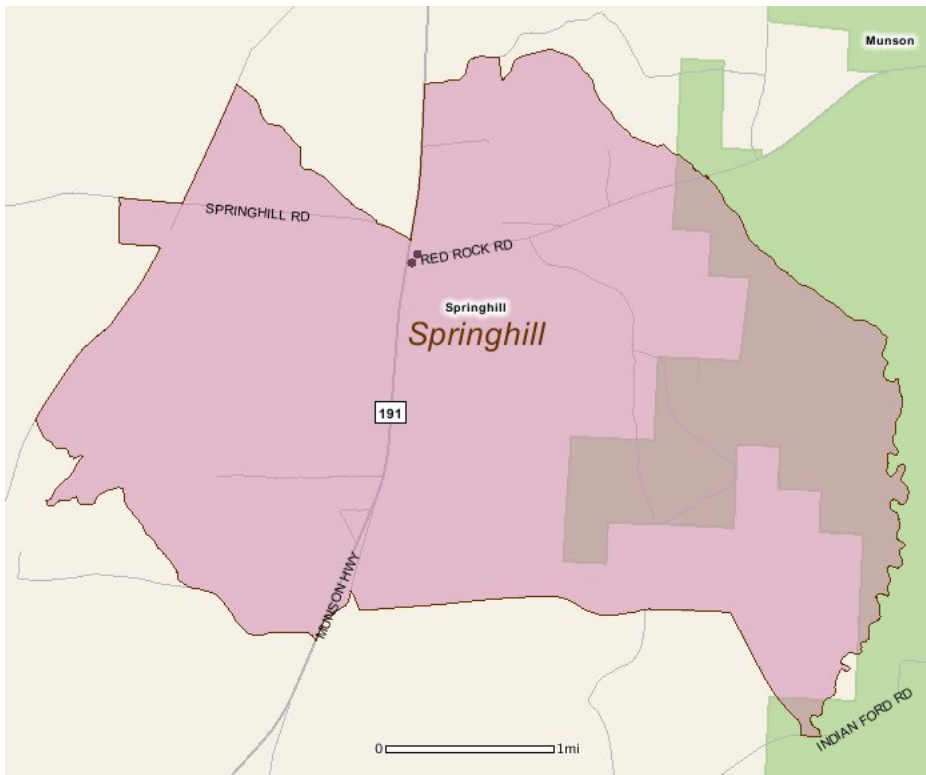 Munson
SPRINGHILL RD
RED ROCK RD
Springhill
Springhill
191
MUNSON HWY
INDIAN FORD RD
0 1mi